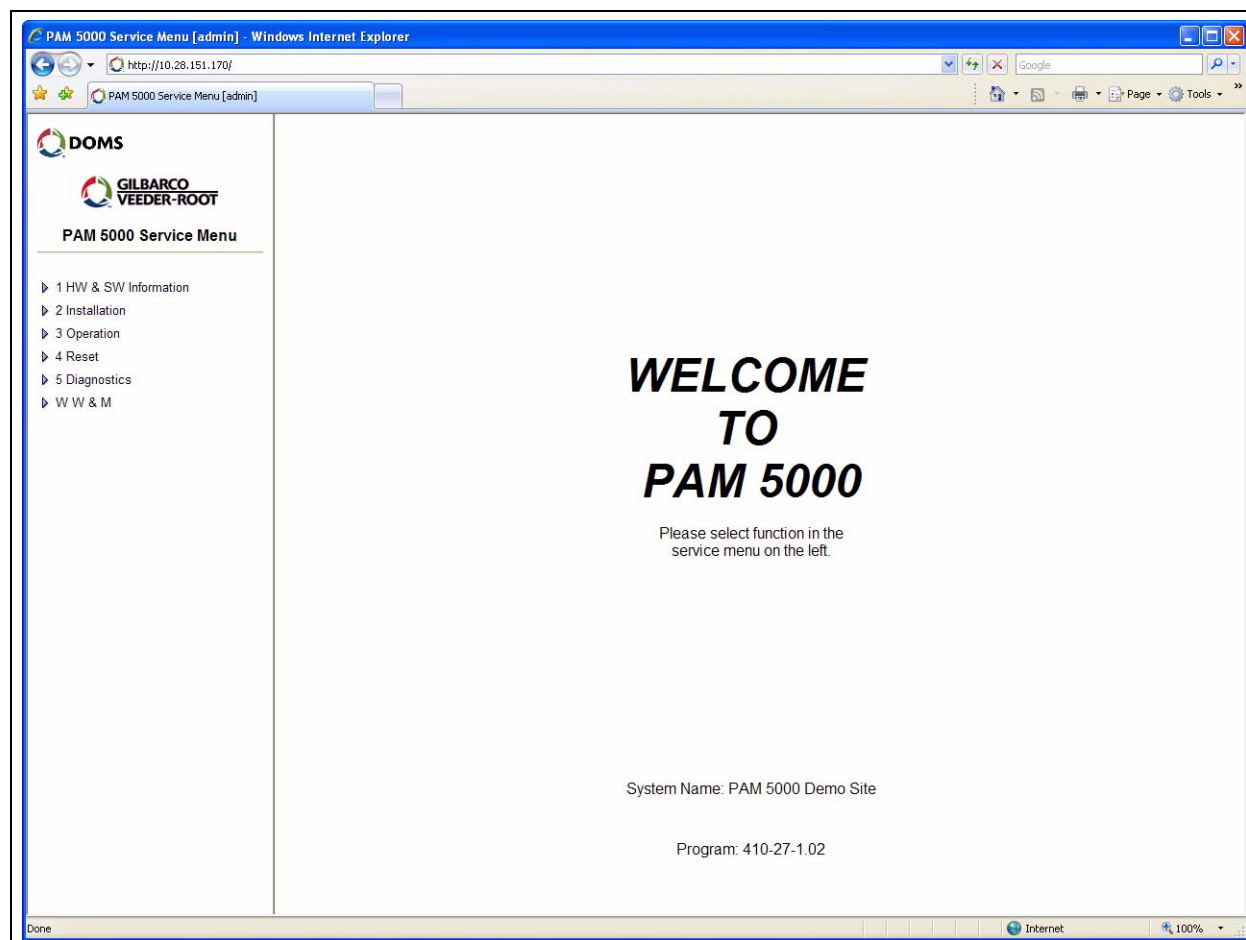 PAM 5000 Service Menu [admin] - Windows Internet Explorer
http://10.28.151.170/
Google
PAM 5000 Service Menu [admin]
Page
Tools
»
DOMS
GILBARCO
VEEDER-ROOT
PAM 5000 Service Menu
1 HW & SW Information
2 Installation
3 Operation
4 Reset
5 Diagnostics
W W & M
WELCOME
TO
PAM 5000
Please select function in the
service menu on the left.
System Name: PAM 5000 Demo Site
Program: 410-27-1.02
Done
Internet
100%